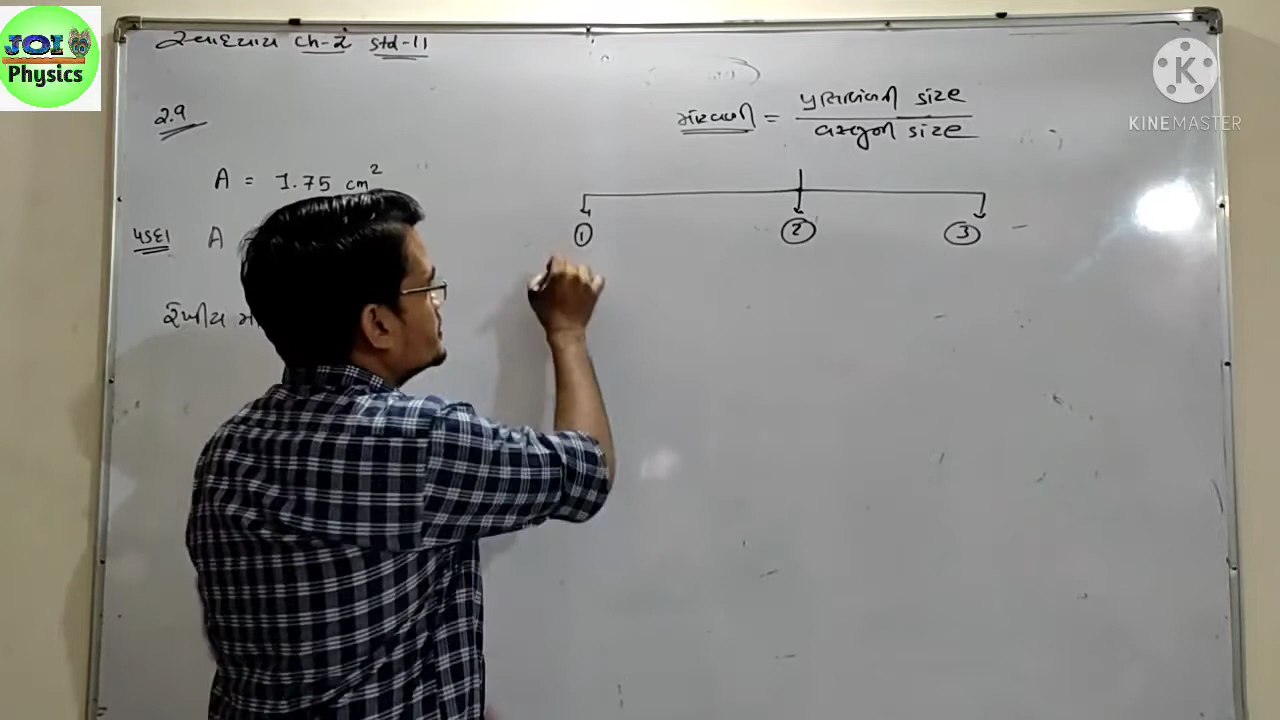 JOI
Physics
સ્વાધ્યાય ch-2 std-11
2.9
મોટવણી = પ્રતિબિંબની size
વસ્તુની size
KINEMASTER
A = 1.75 cm²
① ② ③
પડદા A
રેખીય મો